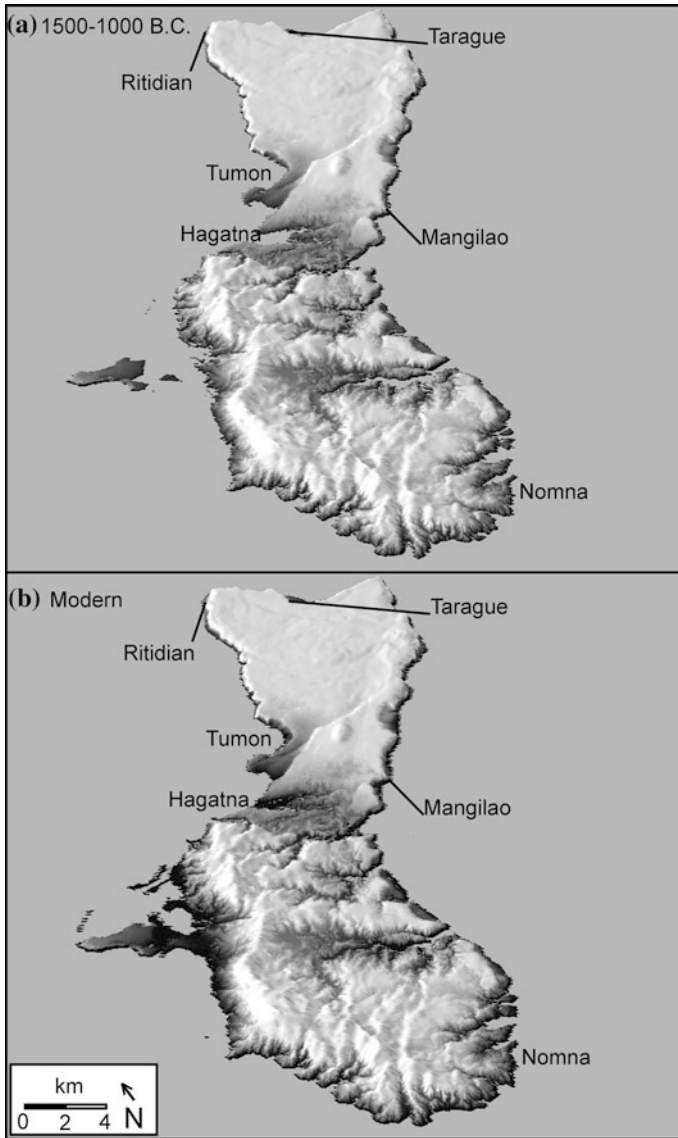 (a) 1500-1000 B.C.
Tarague
Ritidian
Tumon
Hagatna
Mangilao
Nomna
(b) Modern
Tarague
Ritidian
Tumon
Hagatna
Mangilao
Nomna
km
N
0 2 4